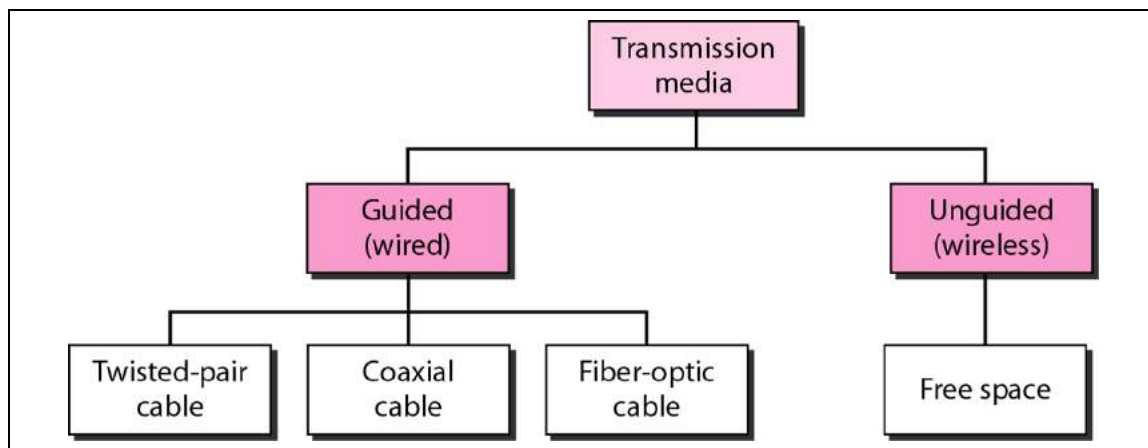 Transmission
media
Guided
(wired)
Unguided
(wireless)
Twisted-pair
cable
Coaxial
cable
Fiber-optic
cable
Free space